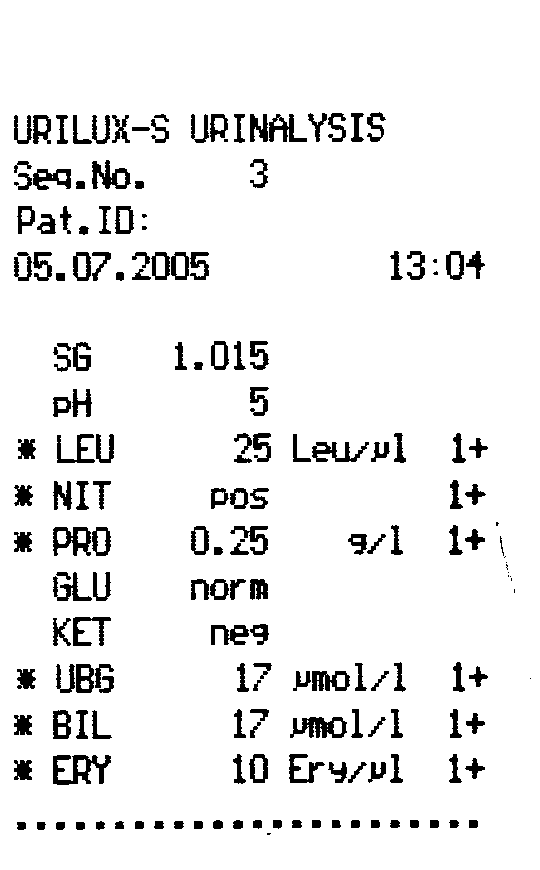 URILUX-S URINALYSIS
Seq.No. 3
Pat.ID:
05.07.2005 13:04
SG 1.015
pH 5
* LEU 25 Leu/µl 1+
* NIT pos 1+
* PRO 0.25 g/l 1+
GLU norm
KET neg
* UBG 17 µmol/l 1+
* BIL 17 µmol/l 1+
* ERY 10 Ery/µl 1+
........................